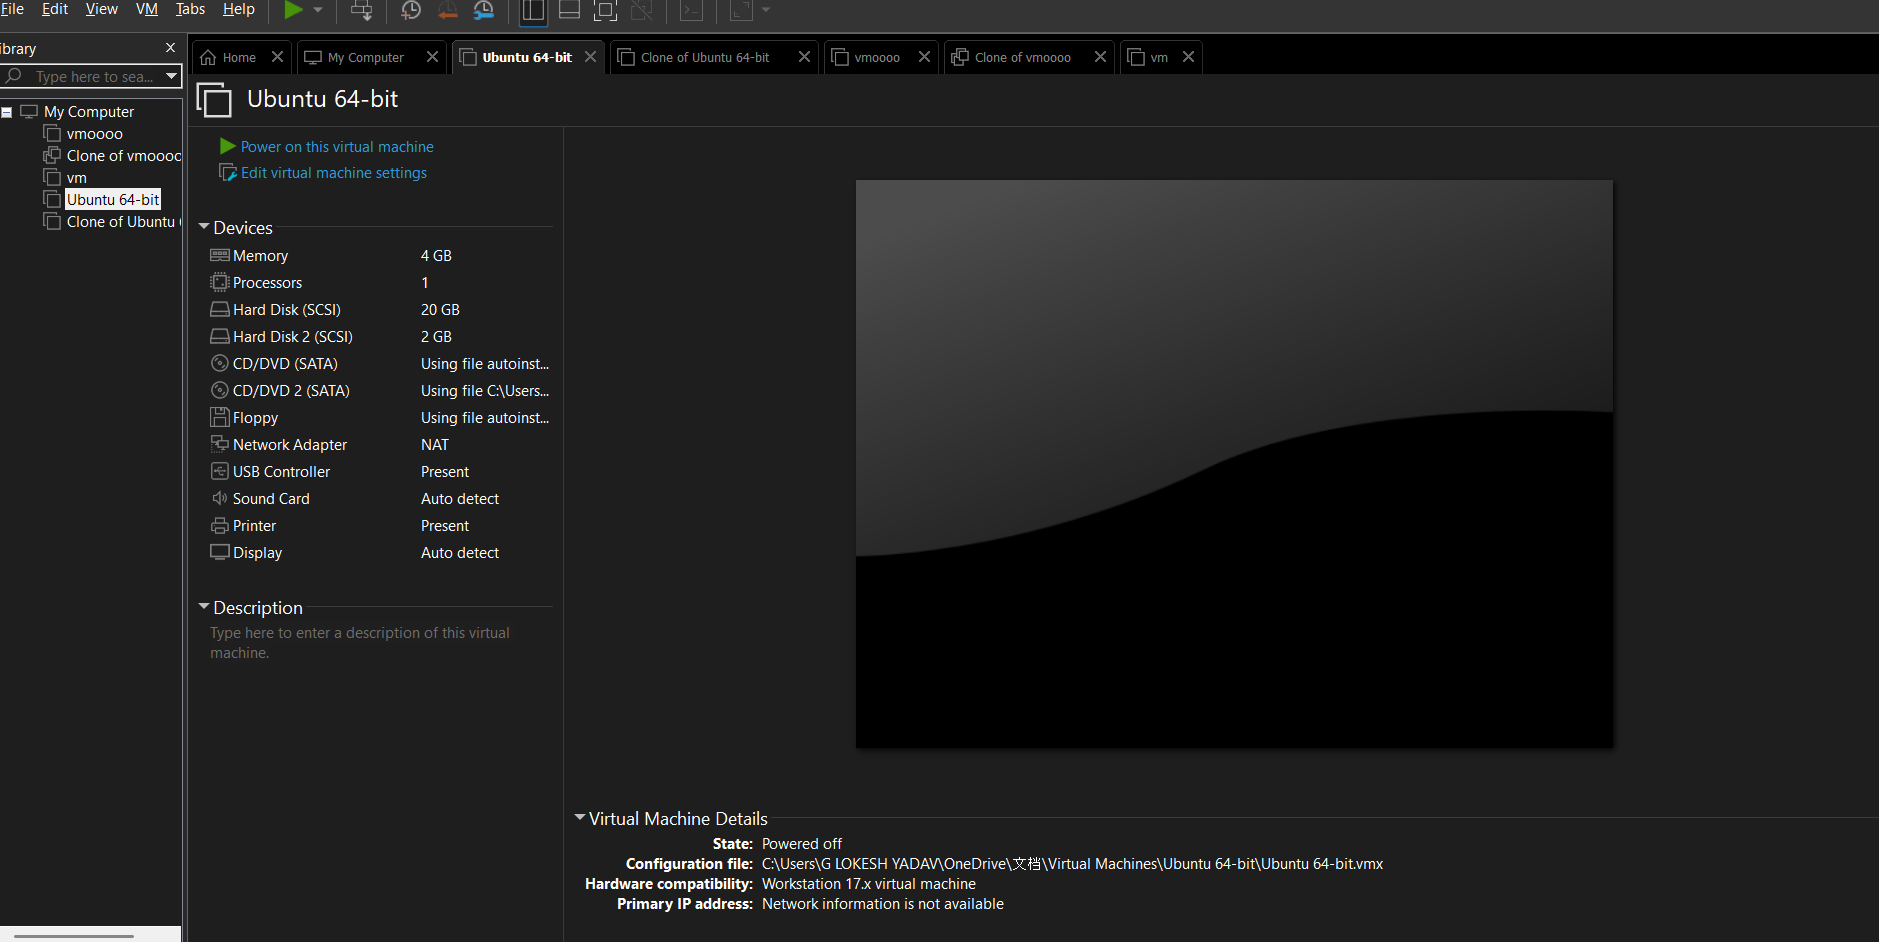 File Edit View VM Tabs Help
ibrary
Type here to sea...
My Computer
vmoooo
Clone of vmoooo
vm
Ubuntu 64-bit
Clone of Ubuntu
Home My Computer Ubuntu 64-bit Clone of Ubuntu 64-bit vmoooo Clone of vmoooo vm
Ubuntu 64-bit
Power on this virtual machine
Edit virtual machine settings
Devices
Memory 4 GB
Processors 1
Hard Disk (SCSI) 20 GB
Hard Disk 2 (SCSI) 2 GB
CD/DVD (SATA) Using file autoinst...
CD/DVD 2 (SATA) Using file C:\Users...
Floppy Using file autoinst...
Network Adapter NAT
USB Controller Present
Sound Card Auto detect
Printer Present
Display Auto detect
Description
Type here to enter a description of this virtual
machine.
Virtual Machine Details
State: Powered off
Configuration file: C:\Users\G LOKESH YADAV\OneDrive\文档\Virtual Machines\Ubuntu 64-bit\Ubuntu 64-bit.vmx
Hardware compatibility: Workstation 17.x virtual machine
Primary IP address: Network information is not available